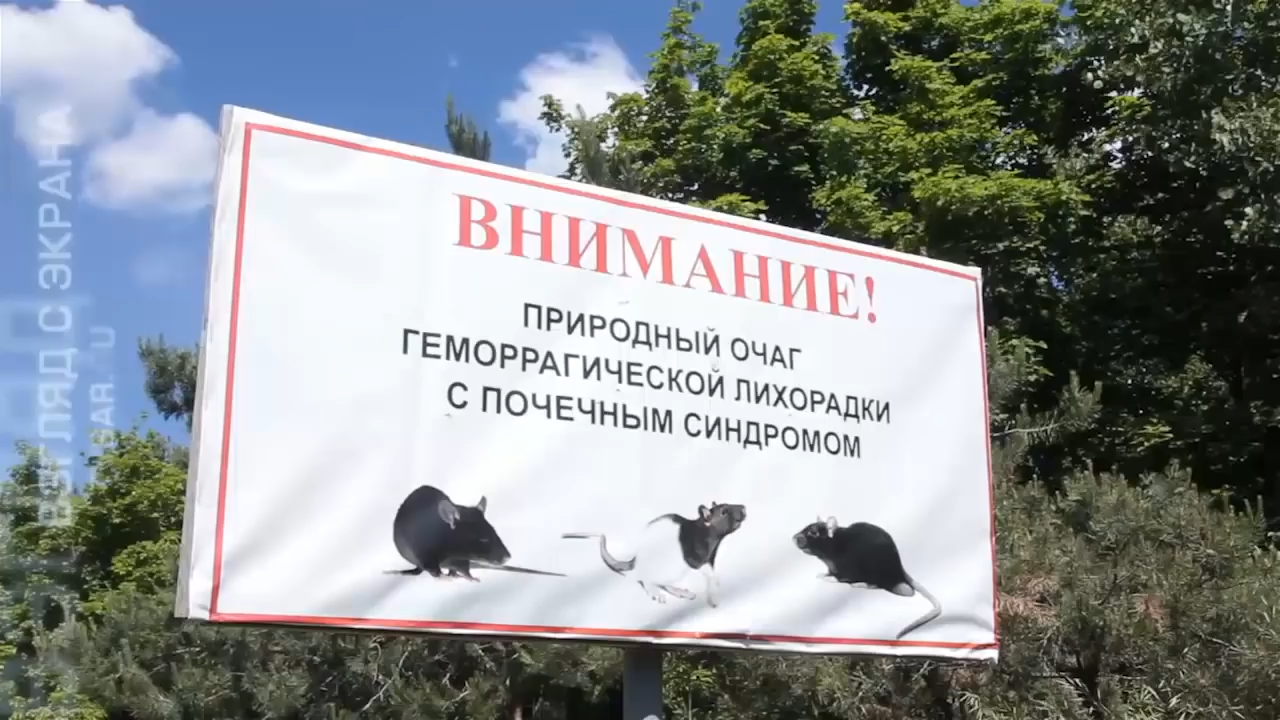 ВНИМАНИЕ!
ПРИРОДНЫЙ ОЧАГ
ГЕМОРРАГИЧЕСКОЙ ЛИХОРАДКИ
С ПОЧЕЧНЫМ СИНДРОМОМ
ВЗГЛЯД С ЭКРАНА